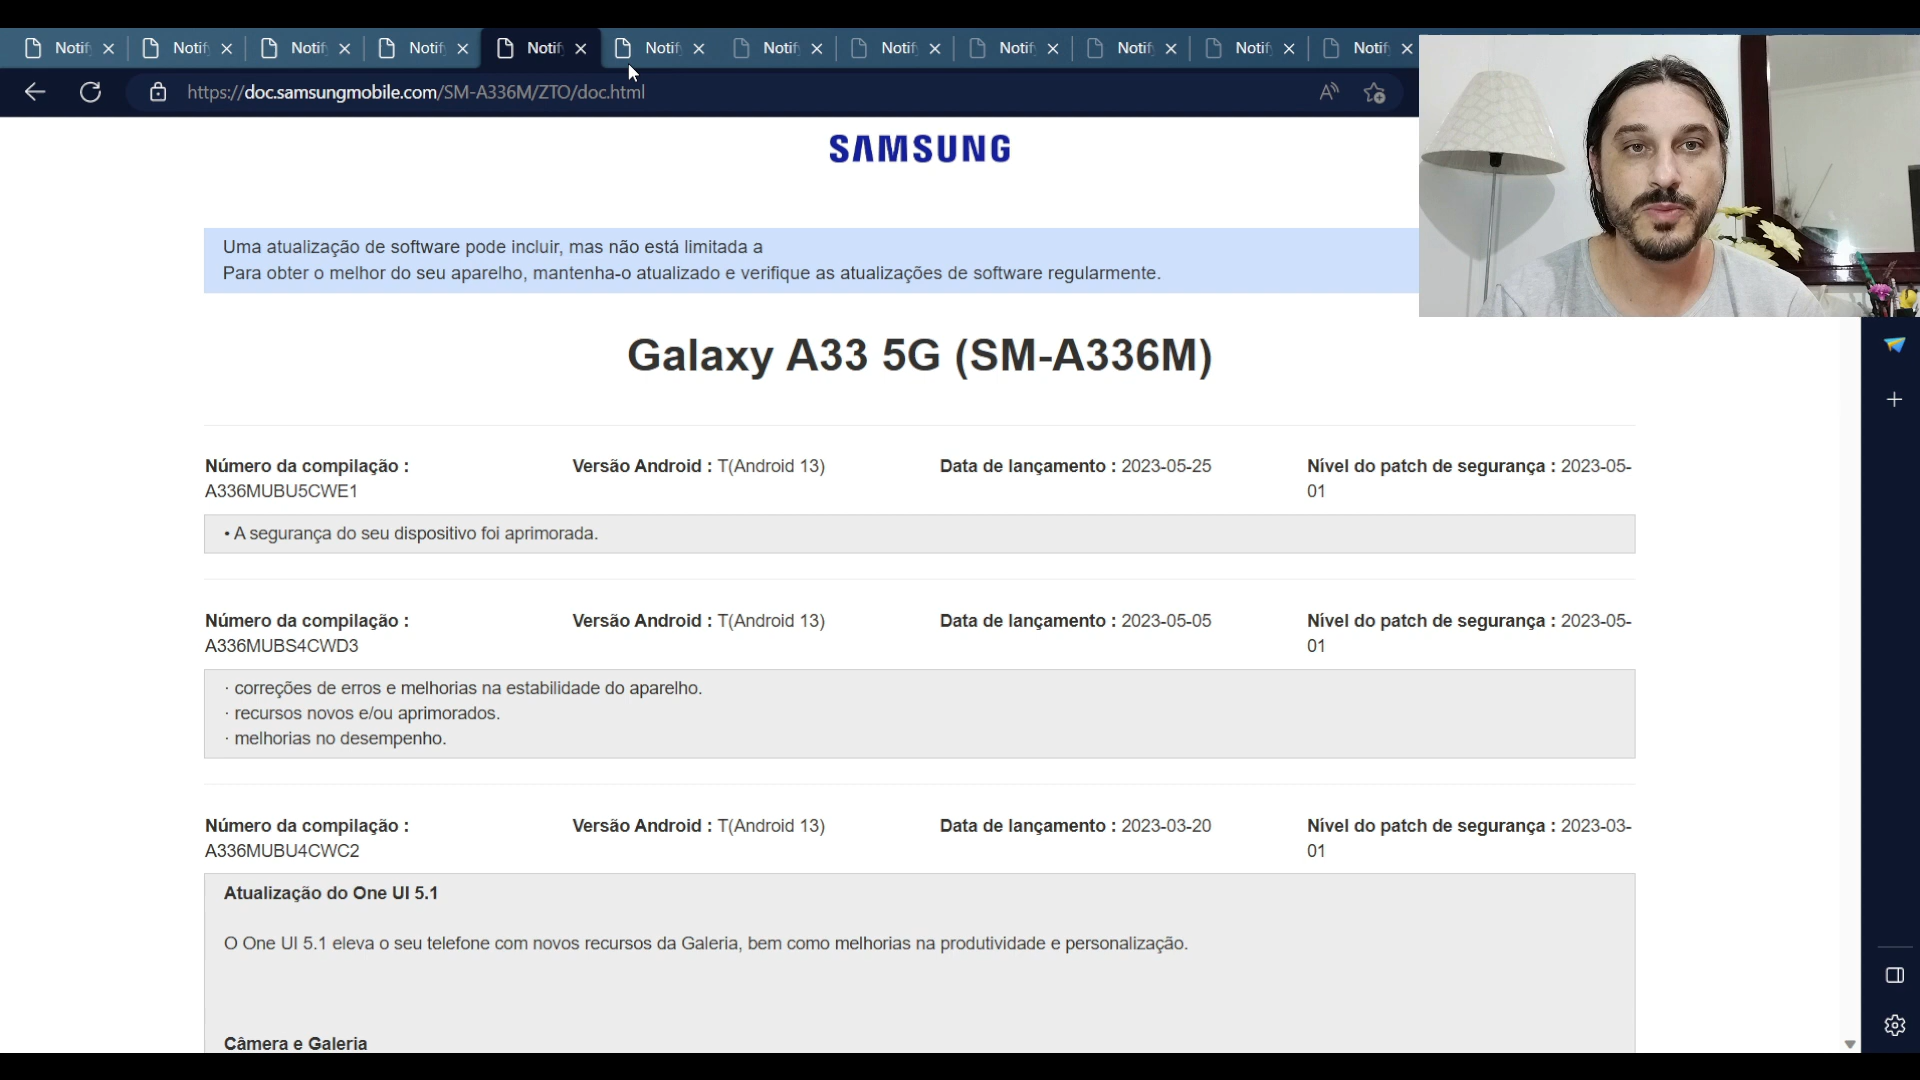 Notif Notif Notif Notif Notif Notif Notif Notif Notif Notif Notif Notif
https://doc.samsungmobile.com/SM-A336M/ZTO/doc.html
SAMSUNG
Uma atualização de software pode incluir, mas não está limitada a
Para obter o melhor do seu aparelho, mantenha-o atualizado e verifique as atualizações de software regularmente.
Galaxy A33 5G (SM-A336M)
Número da compilação : Versão Android : T(Android 13) Data de lançamento : 2023-05-25 Nível do patch de segurança : 2023-05-
A336MUBU5CWE1 01
• A segurança do seu dispositivo foi aprimorada.
Número da compilação : Versão Android : T(Android 13) Data de lançamento : 2023-05-05 Nível do patch de segurança : 2023-05-
A336MUBS4CWD3 01
· correções de erros e melhorias na estabilidade do aparelho.
· recursos novos e/ou aprimorados.
· melhorias no desempenho.
Número da compilação : Versão Android : T(Android 13) Data de lançamento : 2023-03-20 Nível do patch de segurança : 2023-03-
A336MUBU4CWC2 01
Atualização do One UI 5.1
O One UI 5.1 eleva o seu telefone com novos recursos da Galeria, bem como melhorias na produtividade e personalização.
Câmera e Galeria